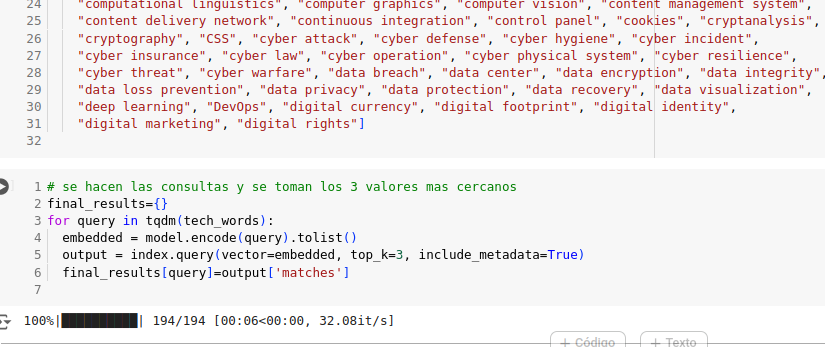 24 "computational linguistics", "computer graphics", "computer vision", "content management system",
25 "content delivery network", "continuous integration", "control panel", "cookies", "cryptanalysis",
26 "cryptography", "CSS", "cyber attack", "cyber defense", "cyber hygiene", "cyber incident",
27 "cyber insurance", "cyber law", "cyber operation", "cyber physical system", "cyber resilience",
28 "cyber threat", "cyber warfare", "data breach", "data center", "data encryption", "data integrity",
29 "data loss prevention", "data privacy", "data protection", "data recovery", "data visualization",
30 "deep learning", "DevOps", "digital currency", "digital footprint", "digital identity",
31 "digital marketing", "digital rights"]
32
1 # se hacen las consultas y se toman los 3 valores mas cercanos
2 final_results={}
3 for query in tqdm(tech_words):
4 embedded = model.encode(query).tolist()
5 output = index.query(vector=embedded, top_k=3, include_metadata=True)
6 final_results[query]=output['matches']
7
100%|██████████| 194/194 [00:06<00:00, 32.08it/s]
+ Código + Texto